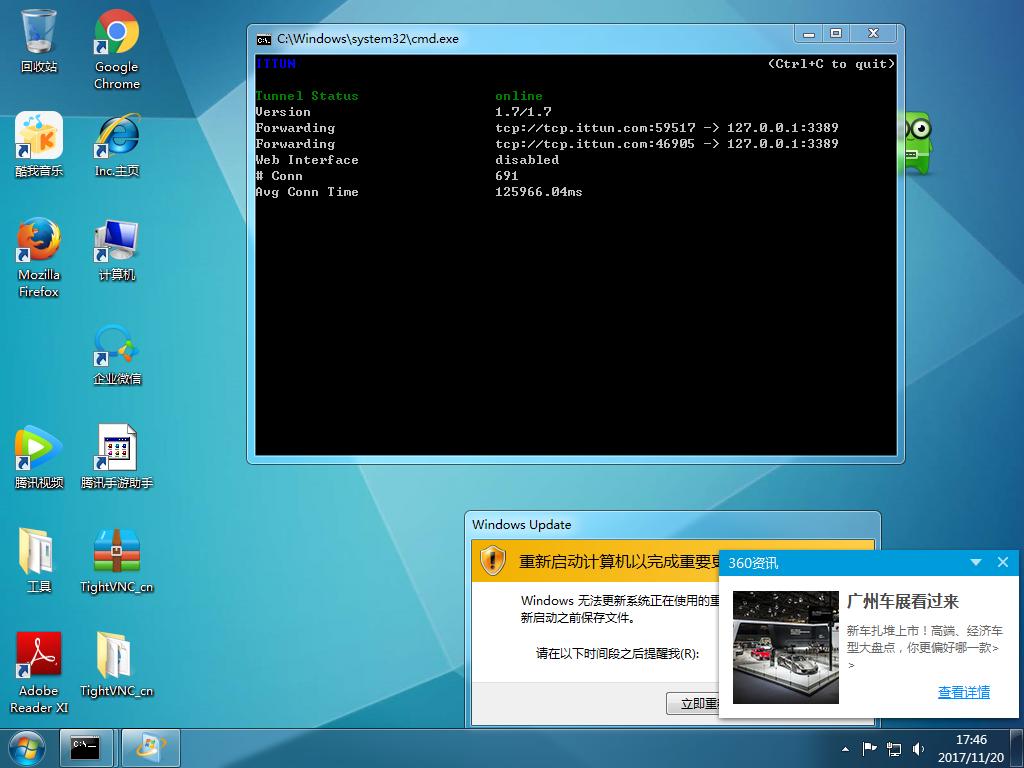 回收站
Google
Chrome
酷我音乐
Inc.主页
Mozilla
Firefox
计算机
企业微信
腾讯视频
腾讯手游助手
工具
TightVNC_cn
Adobe
Reader XI
TightVNC_cn
C:\Windows\system32\cmd.exe
ITTUN (Ctrl+C to quit)
Tunnel Status online
Version 1.7/1.7
Forwarding tcp://tcp.ittun.com:59517 -> 127.0.0.1:3389
Forwarding tcp://tcp.ittun.com:46905 -> 127.0.0.1:3389
Web Interface disabled
# Conn 691
Avg Conn Time 125966.04ms
Windows Update
重新启动计算机以完成重要
Windows 无法更新系统正在使用的重
新启动之前保存文件。
请在以下时间段之后提醒我(R):
立即重
360资讯
广州车展看过来
新车扎堆上市！高端、经济车
型大盘点，你更偏好哪一款>
>
查看详情
C:\_
17:46
2017/11/20